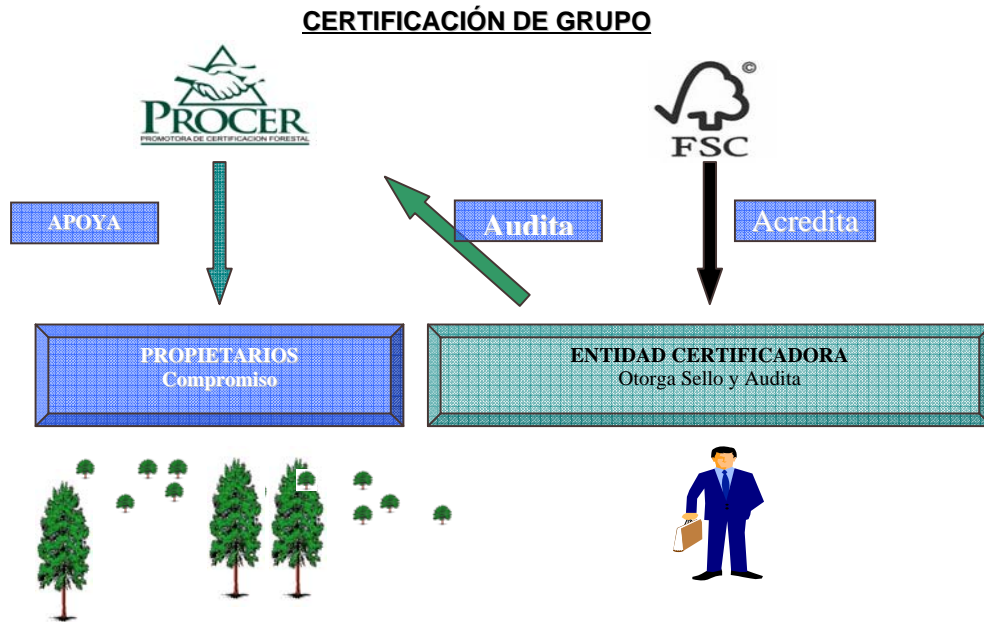 CERTIFICACIÓN DE GRUPO
PROCER
PROMOTORA DE CERTIFICACION FORESTAL
©
FSC
APOYA
Audita
Acredita
PROPIETARIOS
Compromiso
ENTIDAD CERTIFICADORA
Otorga Sello y Audita